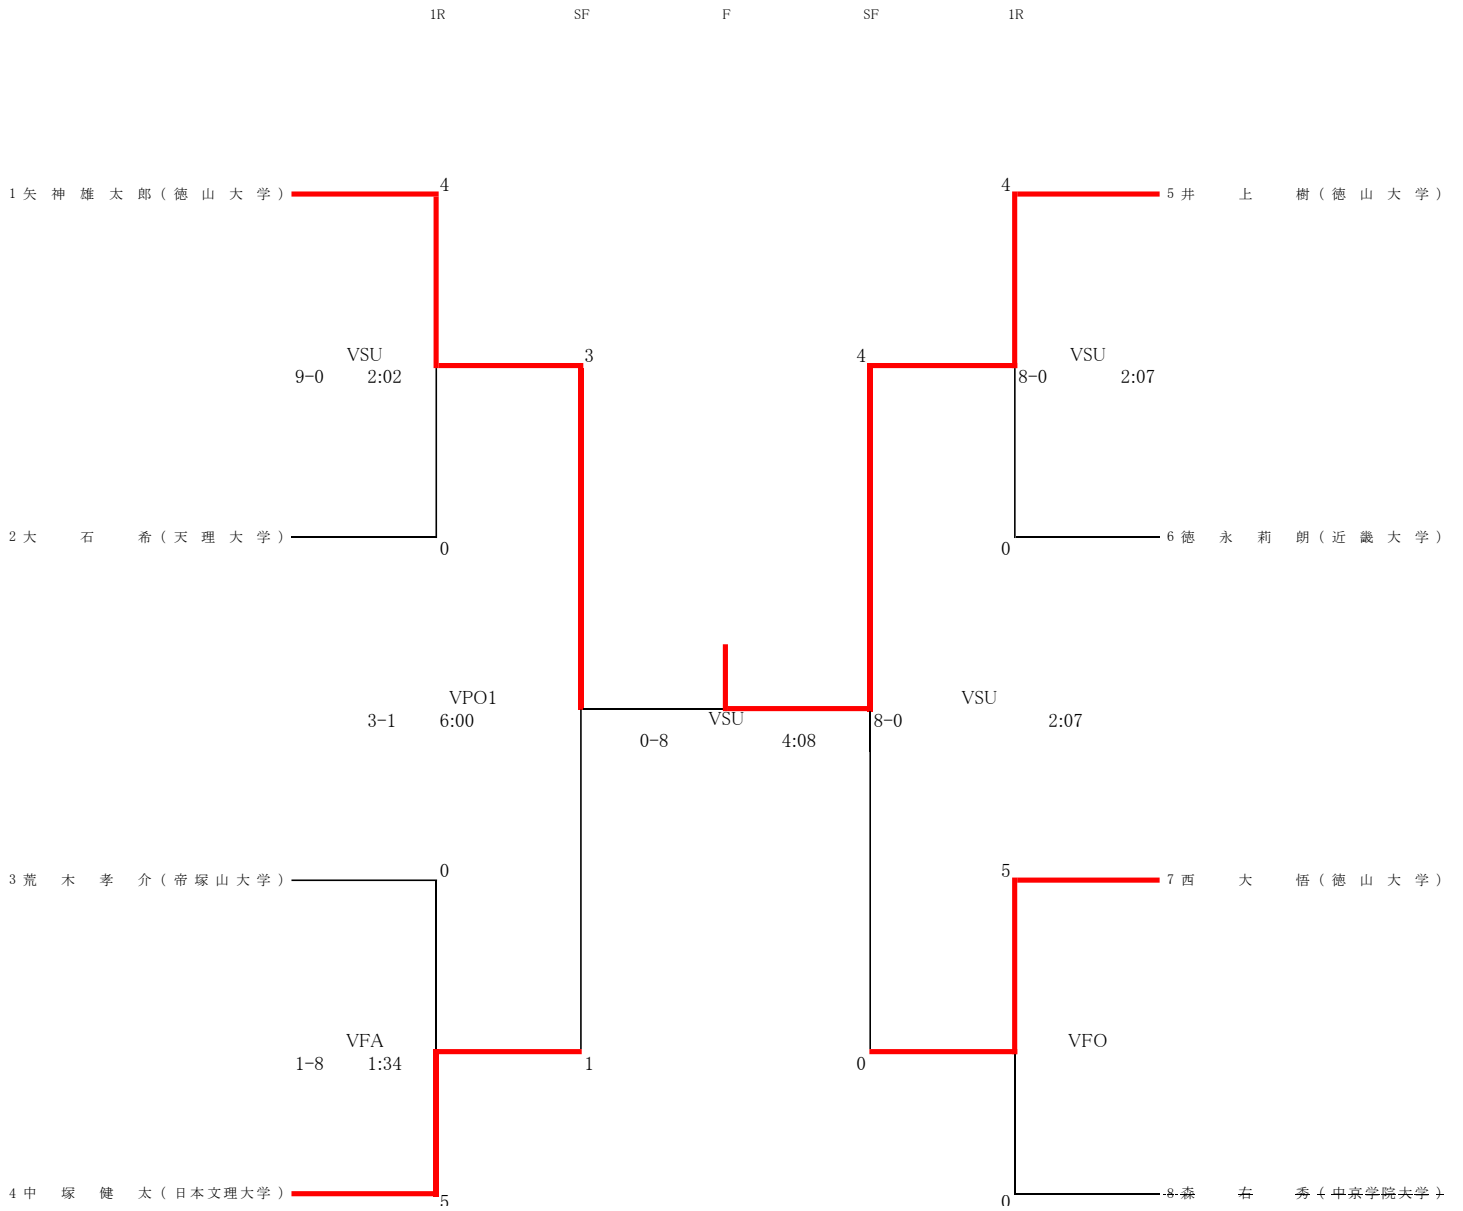 1R SF F SF 1R
4 4
1 矢神雄太郎(徳山大学) 5 井上樹(徳山大学)
VSU 3 4 VSU
9-0 2:02 8-0 2:07
2 大石希(天理大学) 6 徳永莉朗(近畿大学)
0 0
VPO1 VSU
3-1 6:00 VSU 8-0 2:07
0-8 4:08
0 5
3 荒木孝介(帝塚山大学) 7 西大悟(徳山大学)
VFA VFO
1-8 1:34 1 0
4 中塚健太(日本文理大学) 8 森右秀(中京学院大学)
5 0